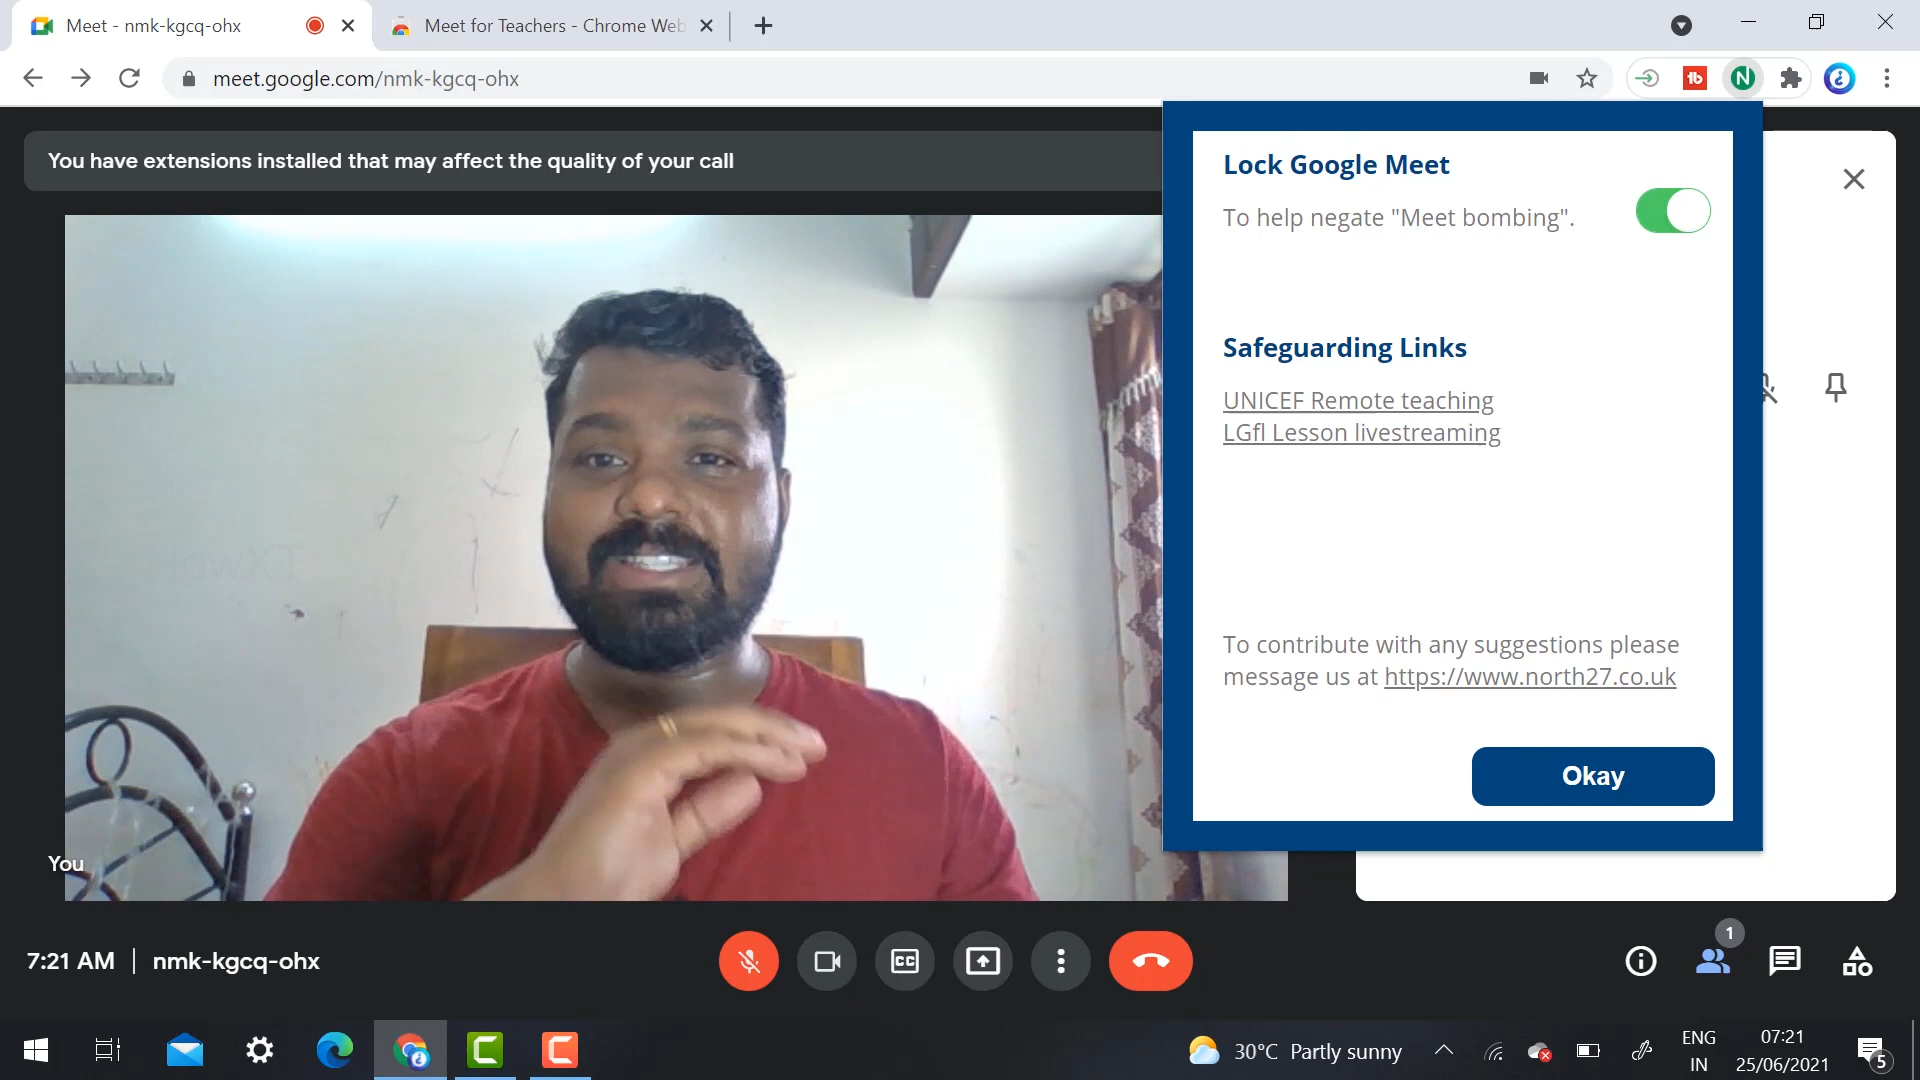 Meet - nmk-kgcq-ohx
Meet for Teachers - Chrome Web
meet.google.com/nmk-kgcq-ohx
You have extensions installed that may affect the quality of your call
Lock Google Meet
To help negate "Meet bombing".
Safeguarding Links
UNICEF Remote teaching
LGfl Lesson livestreaming
To contribute with any suggestions please
message us at https://www.north27.co.uk
Okay
You
7:21 AM | nmk-kgcq-ohx
CC
1
30°C Partly sunny
ENG
IN
07:21
25/06/2021
5